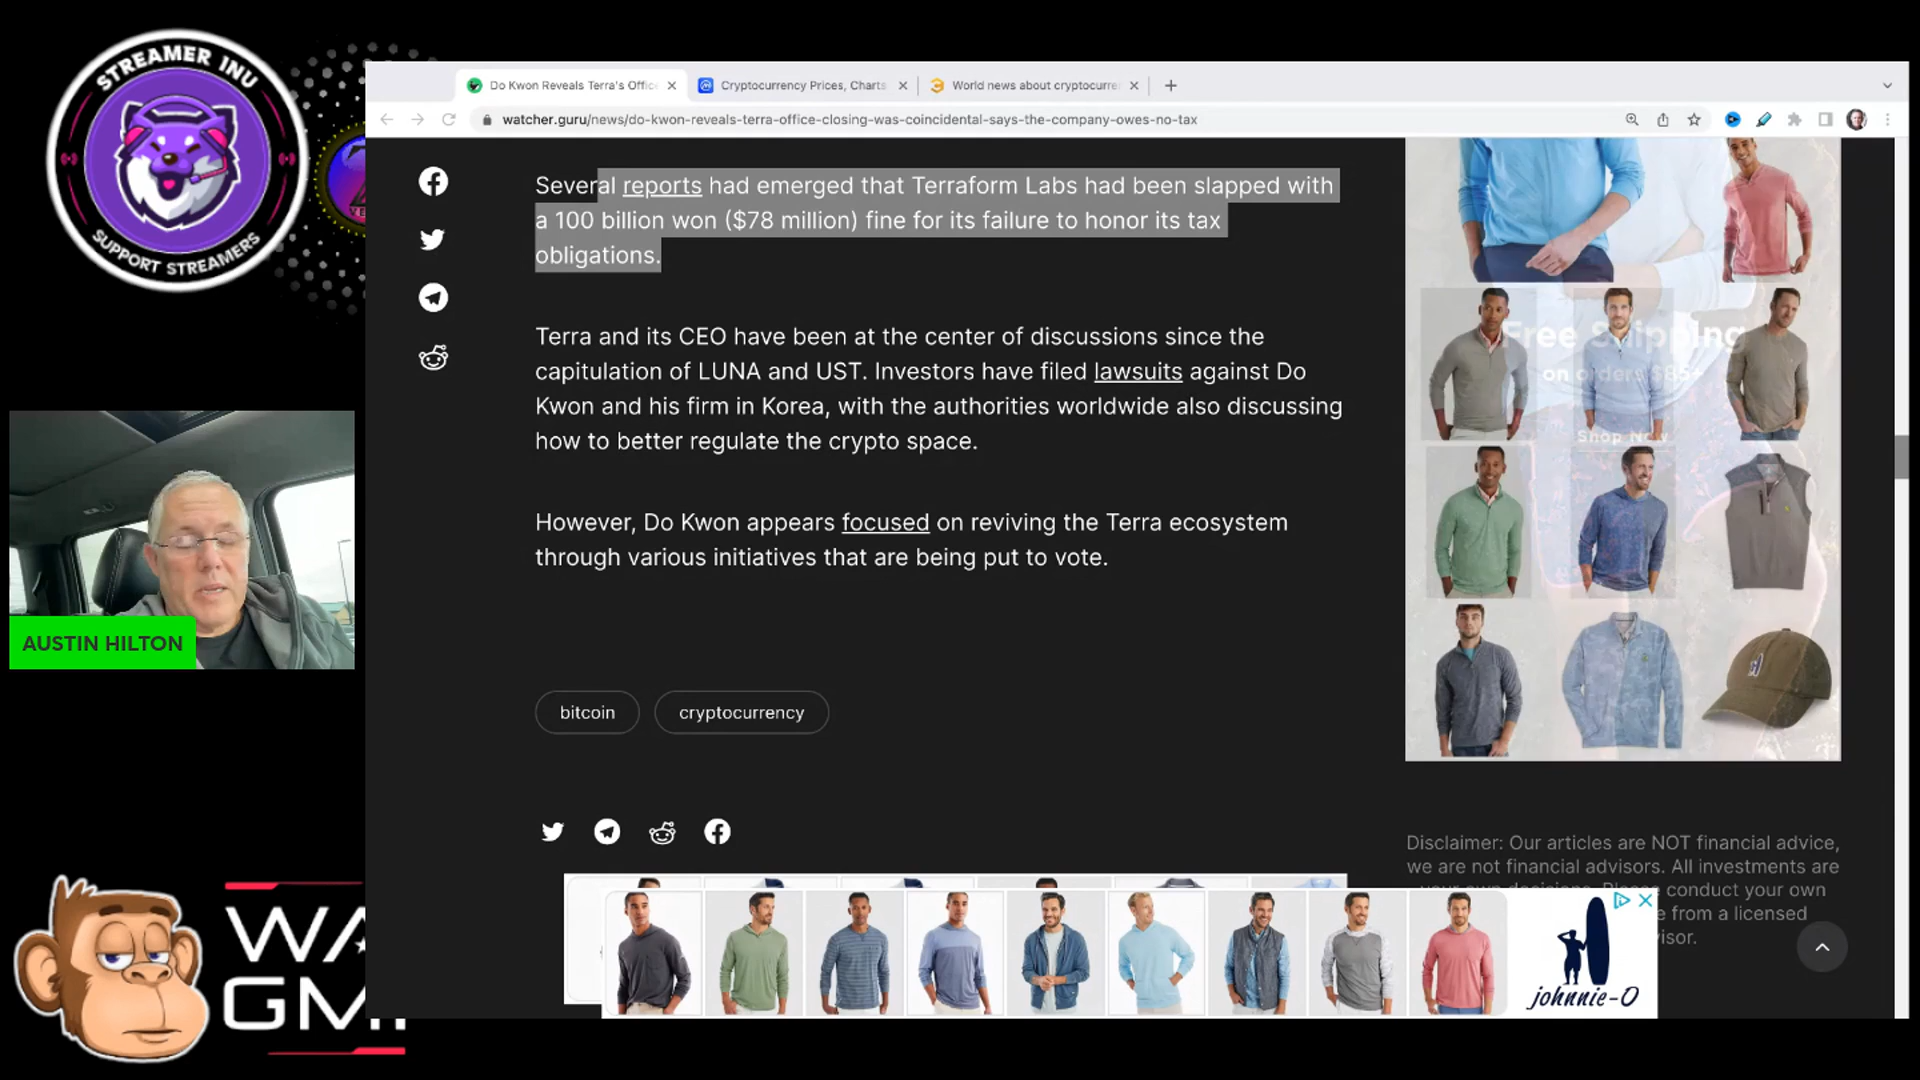 STREAMER INU
SUPPORT STREAMERS
Do Kwon Reveals Terra's Office
Cryptocurrency Prices, Charts
World news about cryptocurre
watcher.guru/news/do-kwon-reveals-terra-office-closing-was-coincidental-says-the-company-owes-no-tax
Several reports had emerged that Terraform Labs had been slapped with
a 100 billion won ($78 million) fine for its failure to honor its tax
obligations.
Terra and its CEO have been at the center of discussions since the
capitulation of LUNA and UST. Investors have filed lawsuits against Do
Kwon and his firm in Korea, with the authorities worldwide also discussing
how to better regulate the crypto space.
However, Do Kwon appears focused on reviving the Terra ecosystem
through various initiatives that are being put to vote.
bitcoin
cryptocurrency
Free Shipping
on orders $85+
Shop Now
AUSTIN HILTON
Disclaimer: Our articles are NOT financial advice,
we are not financial advisors. All investments are
your own decisions. Please conduct your own
from a licensed
johnnie-O
WA
GMI